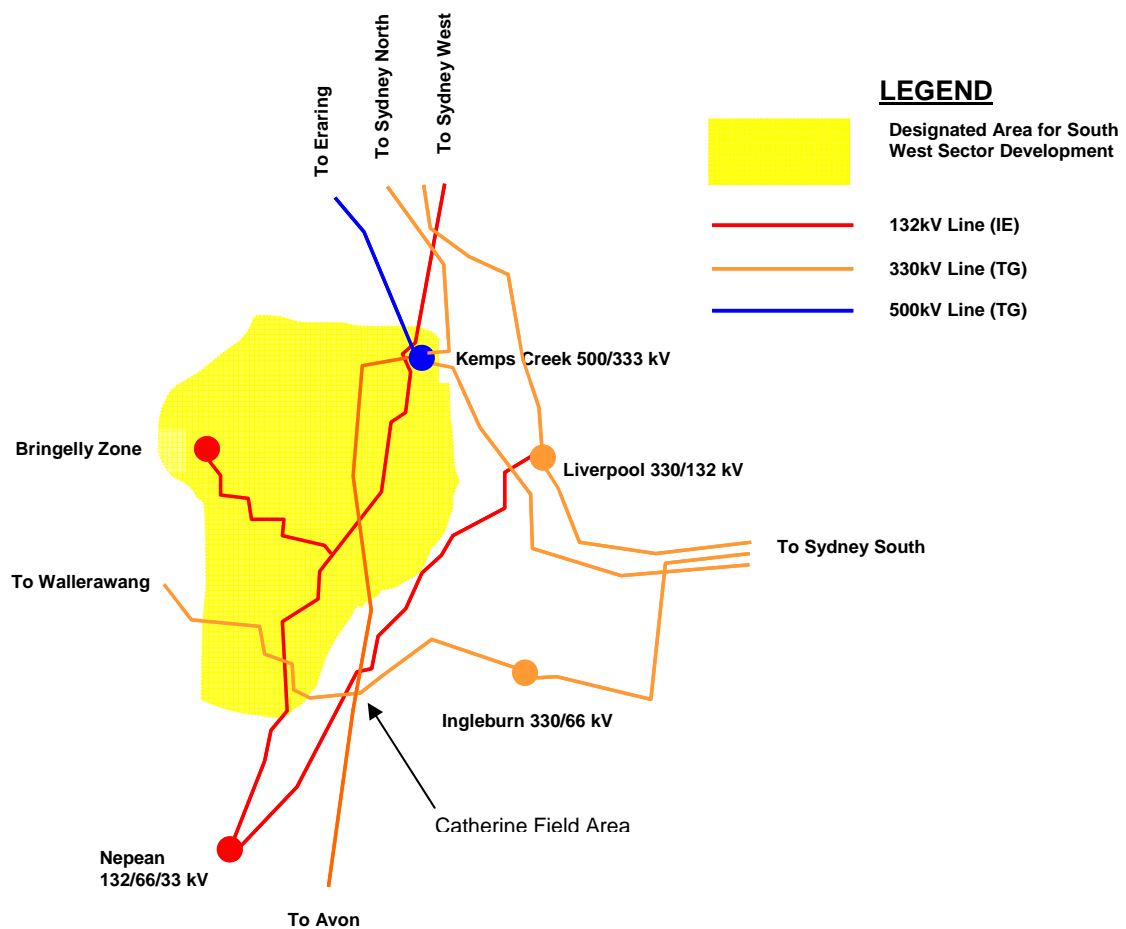 To Eraring
To Sydney North
To Sydney West
LEGEND
Designated Area for South
West Sector Development
132kV Line (IE)
330kV Line (TG)
500kV Line (TG)
Kemps Creek 500/333 kV
Bringelly Zone
Liverpool 330/132 kV
To Sydney South
To Wallerawang
Ingleburn 330/66 kV
Catherine Field Area
Nepean
132/66/33 kV
To Avon